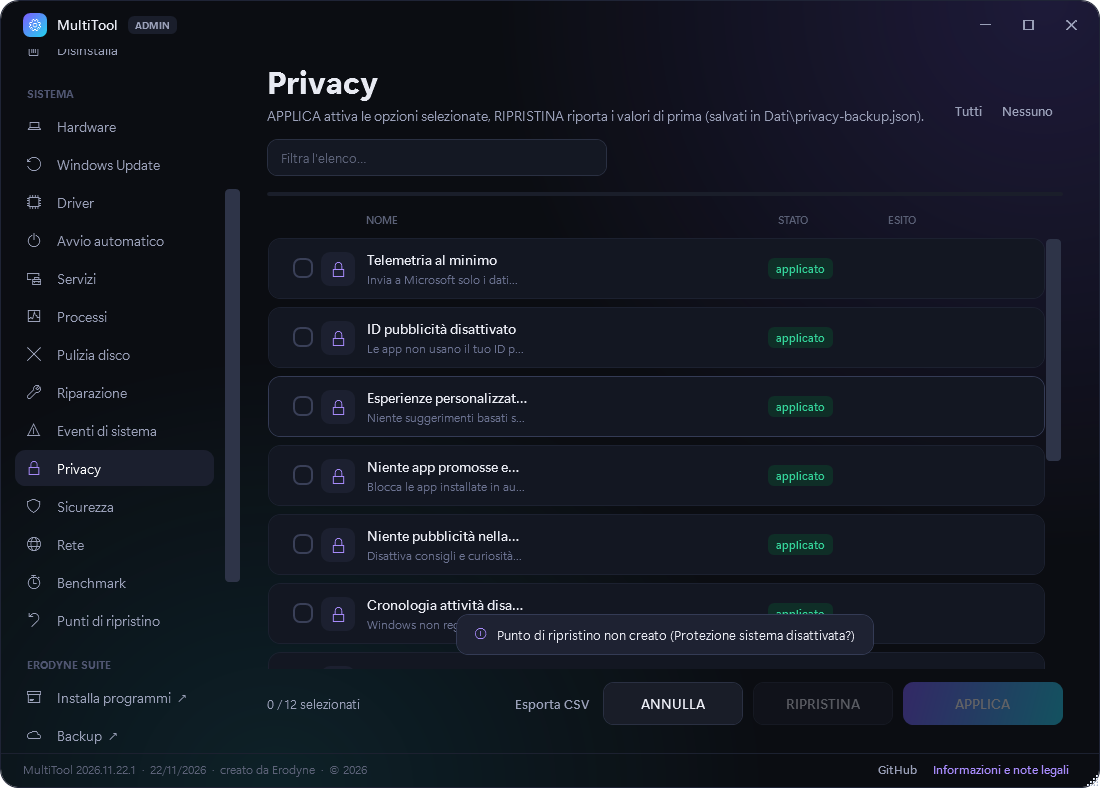 MultiTool ADMIN
Disinstalla
SISTEMA
Hardware
Windows Update
Driver
Avvio automatico
Servizi
Processi
Pulizia disco
Riparazione
Eventi di sistema
Privacy
Sicurezza
Rete
Benchmark
Punti di ripristino
ERODYNE SUITE
Installa programmi ↗
Backup ↗
Privacy
APPLICA attiva le opzioni selezionate, RIPRISTINA riporta i valori di prima (salvati in Dati\privacy-backup.json).
Tutti Nessuno
Filtra l'elenco...
NOME STATO ESITO
Telemetria al minimo
Invia a Microsoft solo i dati...
applicato
ID pubblicità disattivato
Le app non usano il tuo ID p...
applicato
Esperienze personalizzat...
Niente suggerimenti basati s...
applicato
Niente app promosse e...
Blocca le app installate in au...
applicato
Niente pubblicità nella...
Disattiva consigli e curiosità...
applicato
Cronologia attività disa...
Windows non reg
applicato
Punto di ripristino non creato (Protezione sistema disattivata?)
0 / 12 selezionati
Esporta CSV ANNULLA RIPRISTINA APPLICA
MultiTool 2026.11.22.1 · 22/11/2026 · creato da Erodyne · © 2026
GitHub Informazioni e note legali